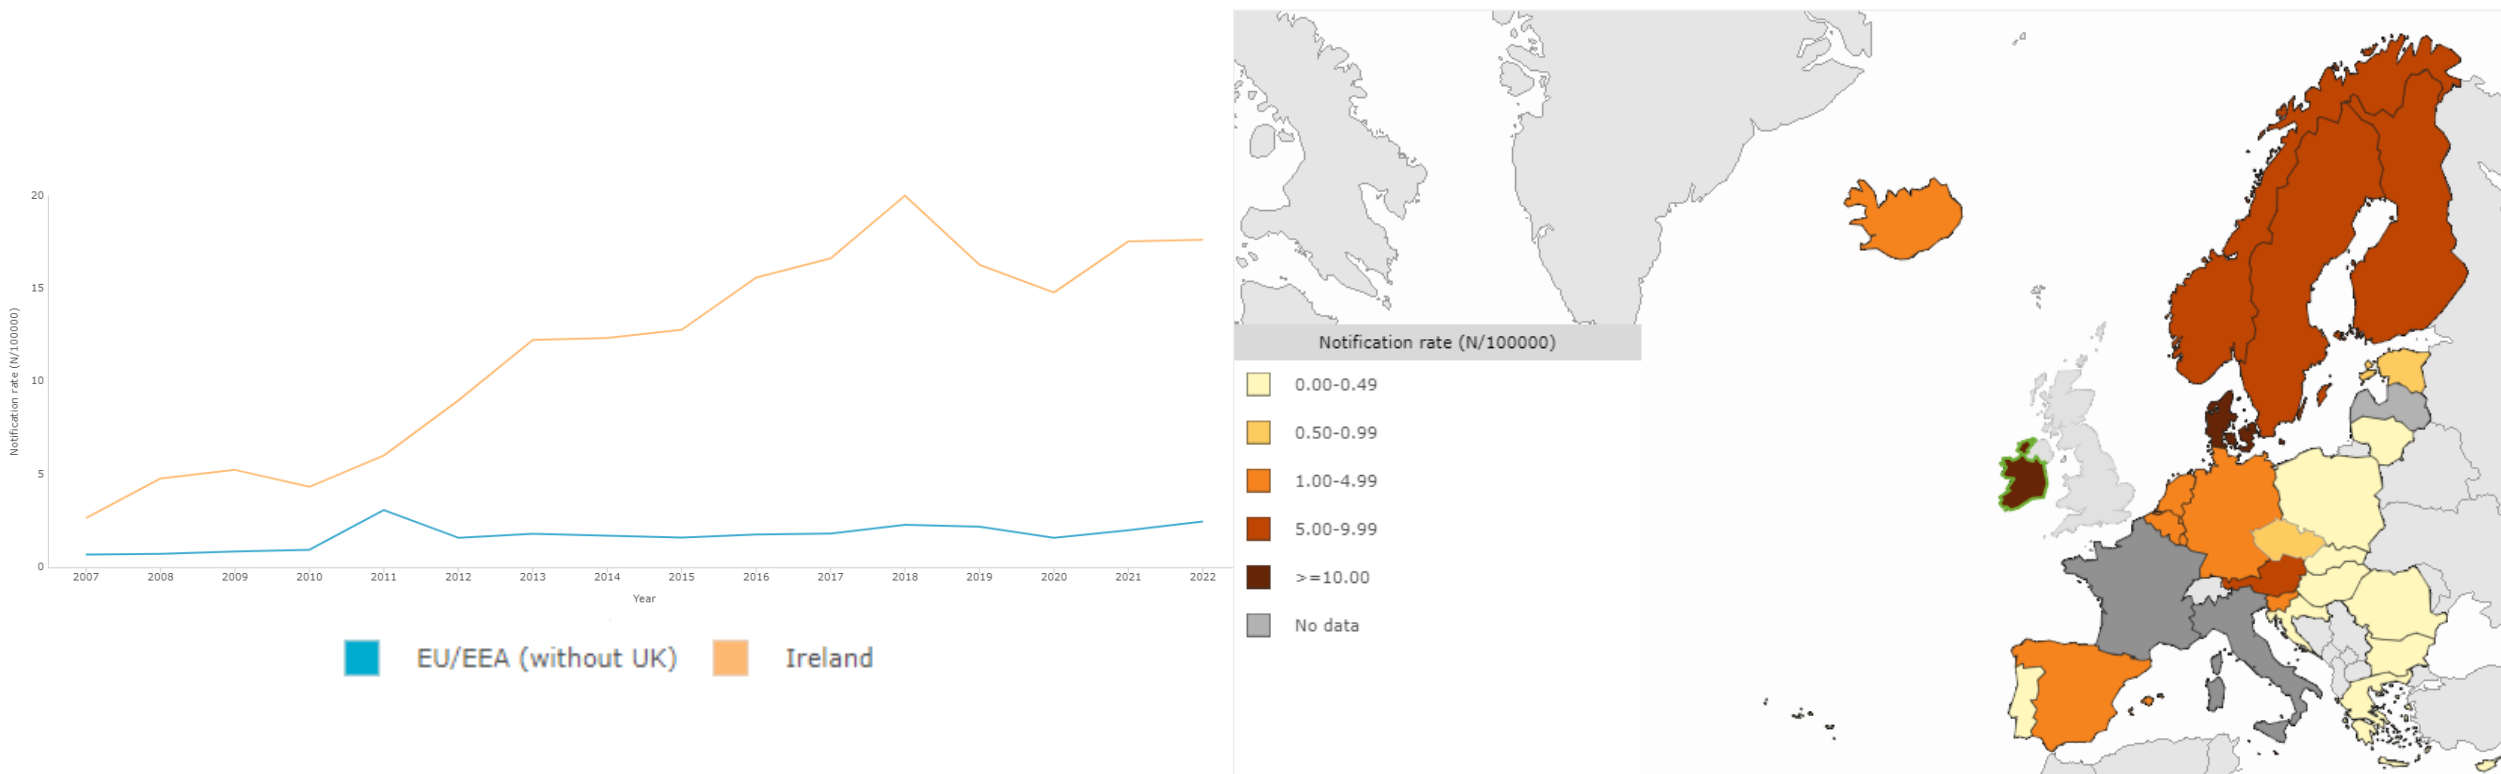 20
15
10
5
0
Notification rate (N/100000)
2007 2008 2009 2010 2011 2012 2013 2014 2015 2016 2017 2018 2019 2020 2021 2022
Year
EU/EEA (without UK) Ireland
Notification rate (N/100000)
0.00-0.49
0.50-0.99
1.00-4.99
5.00-9.99
>=10.00
No data